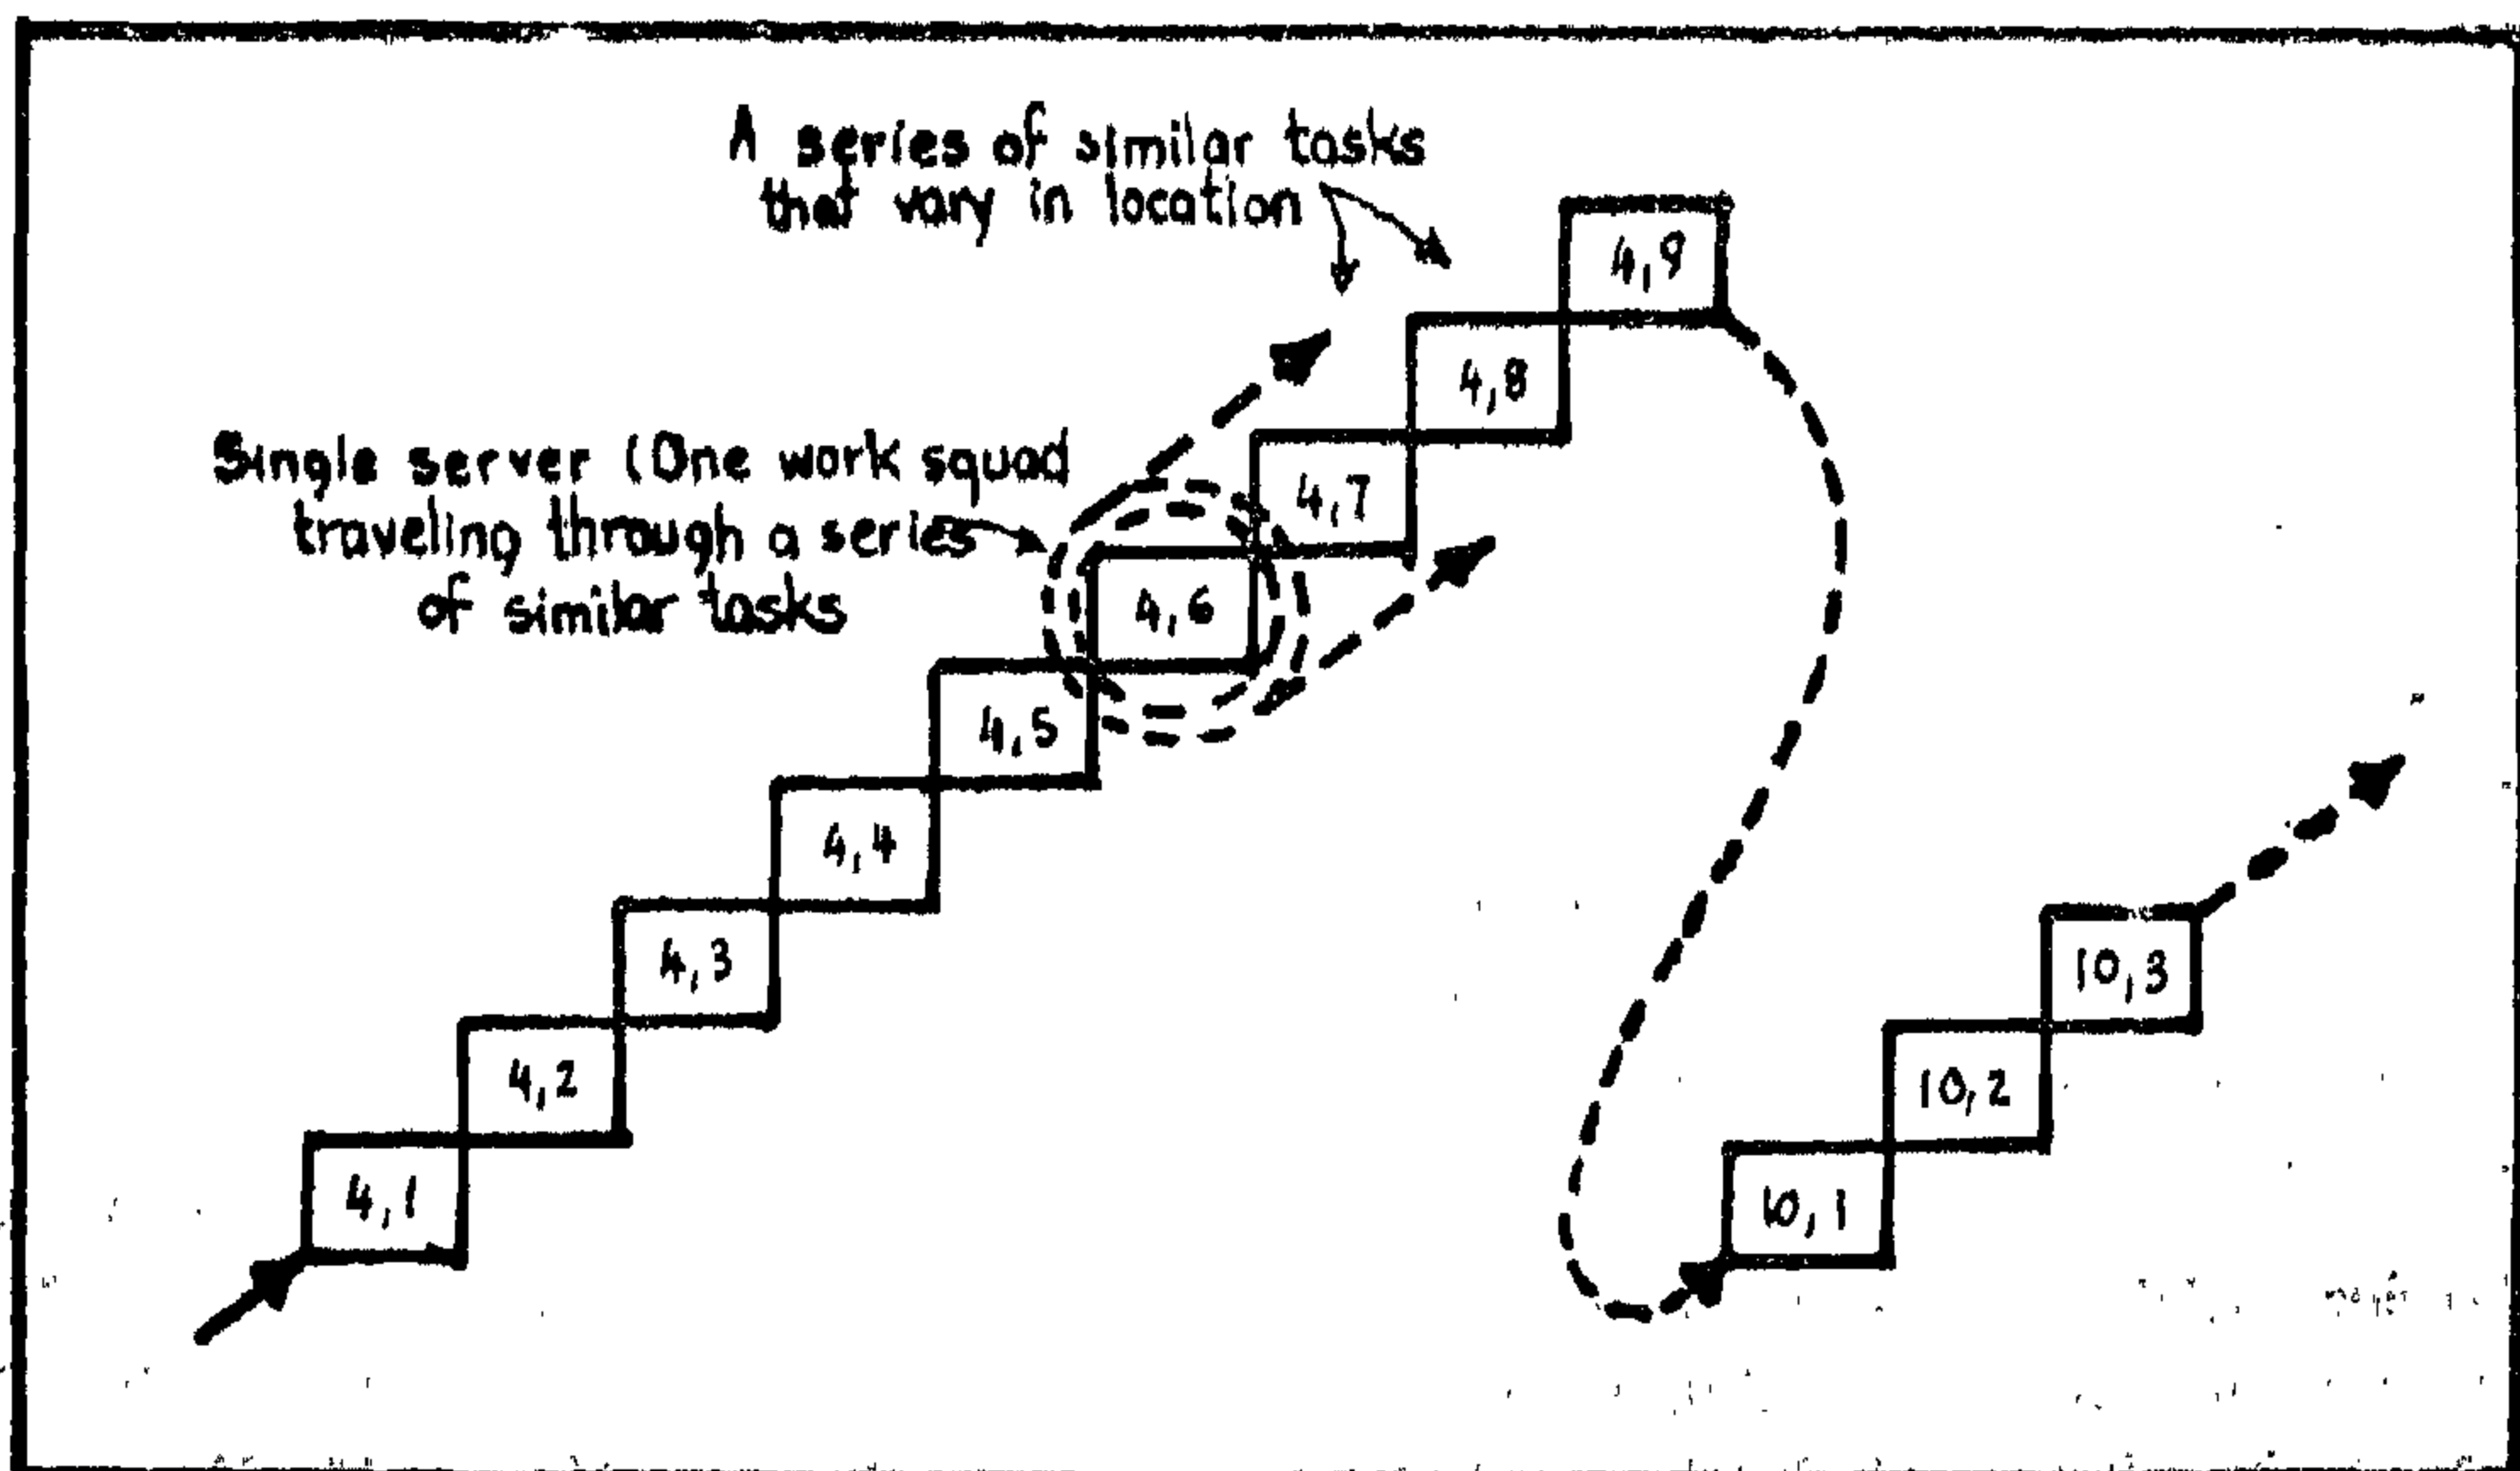 A series of similar tasks
that vary in location
4,9
4,8
Single server (One work squad
traveling through a series
of similar tasks
4,7
4,6
4,5
4,4
4,3
4,2
4,1
10,3
10,2
10,1